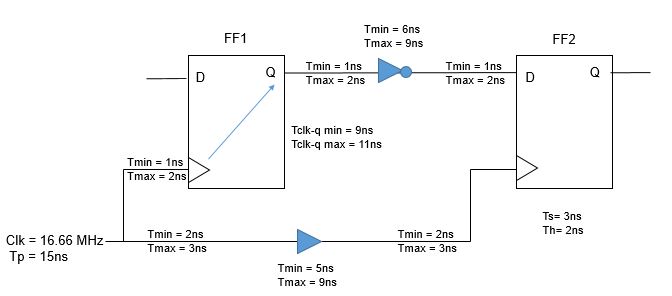 Tmin = 6ns
Tmax = 9ns
FF1
FF2
D
Q
Tmin = 1ns
Tmax = 2ns
Tmin = 1ns
Tmax = 2ns
D
Q
Tclk-q min = 9ns
Tclk-q max = 11ns
Tmin = 1ns
Tmax = 2ns
Ts= 3ns
Th= 2ns
Clk = 16.66 MHz
Tp = 15ns
Tmin = 2ns
Tmax = 3ns
Tmin = 2ns
Tmax = 3ns
Tmin = 5ns
Tmax = 9ns